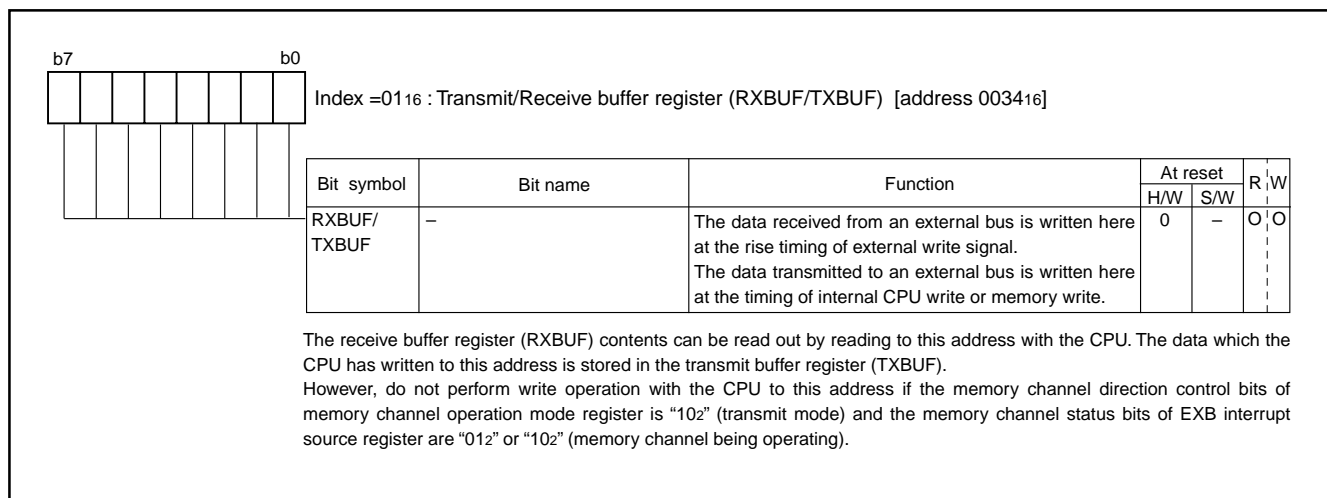 b7 b0
Index =0116 : Transmit/Receive buffer register (RXBUF/TXBUF) [address 003416]
Bit symbol Bit name Function At reset R W
H/W S/W
RXBUF/ – The data received from an external bus is written here 0 – O O
TXBUF at the rise timing of external write signal.
The data transmitted to an external bus is written here
at the timing of internal CPU write or memory write.
The receive buffer register (RXBUF) contents can be read out by reading to this address with the CPU. The data which the
CPU has written to this address is stored in the transmit buffer register (TXBUF).
However, do not perform write operation with the CPU to this address if the memory channel direction control bits of
memory channel operation mode register is “102” (transmit mode) and the memory channel status bits of EXB interrupt
source register are “012” or “102” (memory channel being operating).